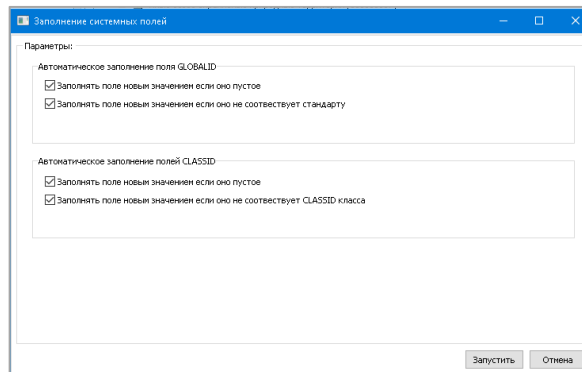 Заполнение системных полей
Параметры:
Автоматическое заполнение поля GLOBALID
Заполнять поле новым значением если оно пустое
Заполнять поле новым значением если оно не соотвествует стандарту
Автоматическое заполнение полей CLASSID
Заполнять поле новым значением если оно пустое
Заполнять поле новым значением если оно не соотвествует CLASSID класса
Запустить
Отмена